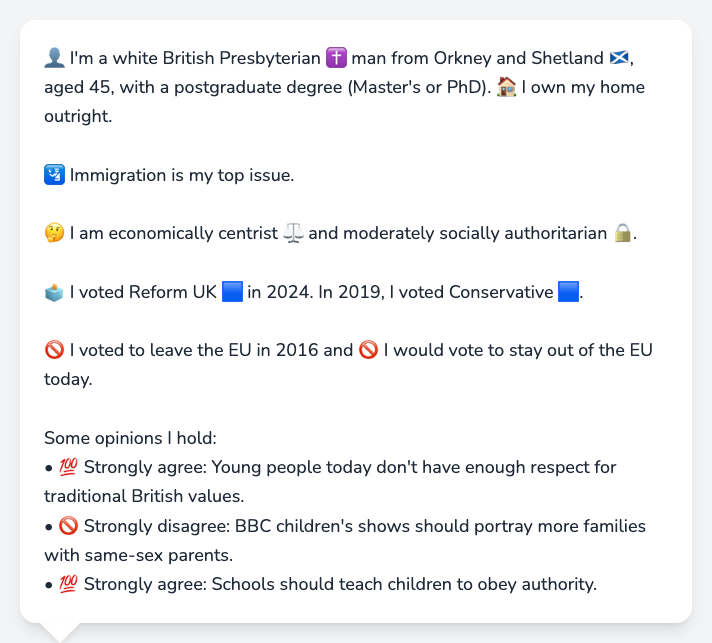 👤 I'm a white British Presbyterian ✝️ man from Orkney and Shetland 🏴󠁧󠁢󠁳󠁣󠁴󠁿,
aged 45, with a postgraduate degree (Master's or PhD). 🏠 I own my home
outright.
🛂 Immigration is my top issue.
🤔 I am economically centrist ⚖️ and moderately socially authoritarian 🔒.
🗳️ I voted Reform UK 🟦 in 2024. In 2019, I voted Conservative 🟦.
🚫 I voted to leave the EU in 2016 and 🚫 I would vote to stay out of the EU
today.
Some opinions I hold:
• 💯 Strongly agree: Young people today don't have enough respect for
traditional British values.
• 🚫 Strongly disagree: BBC children's shows should portray more families
with same-sex parents.
• 💯 Strongly agree: Schools should teach children to obey authority.